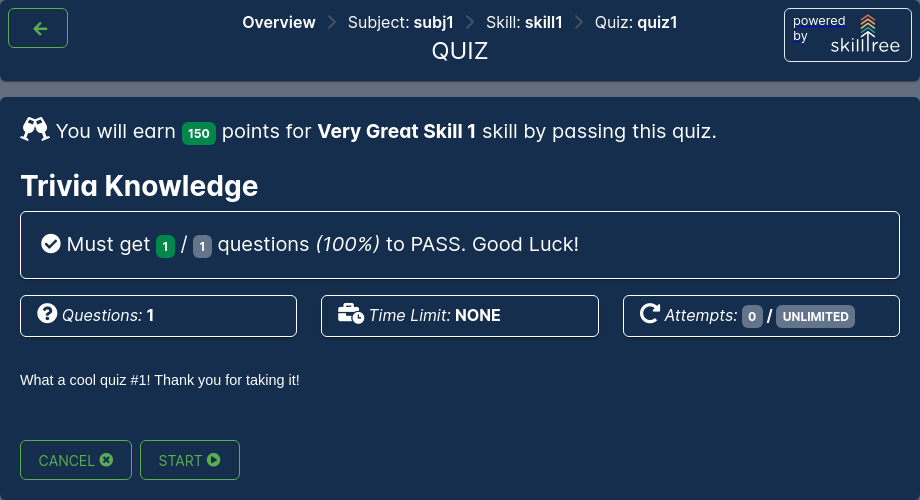 Overview > Subject: subj1 > Skill: skill1 > Quiz: quiz1
QUIZ
powered by skilltree
You will earn 150 points for Very Great Skill 1 skill by passing this quiz.
Trivia Knowledge
Must get 1 / 1 questions (100%) to PASS. Good Luck!
Questions: 1
Time Limit: NONE
Attempts: 0 / UNLIMITED
What a cool quiz #1! Thank you for taking it!
CANCEL
START